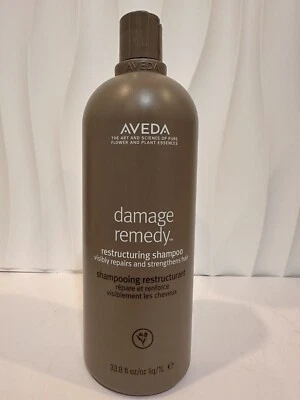 AVEDA
THE ART AND SCIENCE OF PURE
FLOWER AND PLANT ESSENCES
damage
remedy™
restructuring shampoo
visibly repairs and strengthens hair
shampooing restructurant
répare et renforce
visiblement les cheveux
33.8 fl oz/oz liq/1L ℮